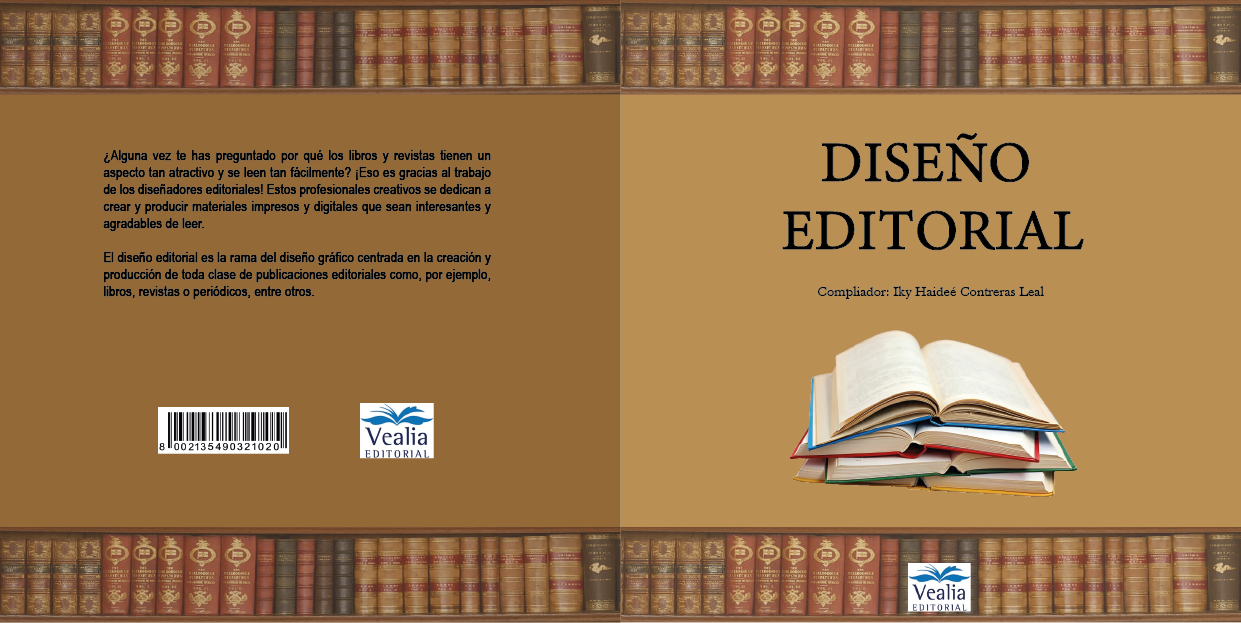 ¿Alguna vez te has preguntado por qué los libros y revistas tienen un
aspecto tan atractivo y se leen tan fácilmente? ¡Eso es gracias al trabajo
de los diseñadores editoriales! Estos profesionales creativos se dedican a
crear y producir materiales impresos y digitales que sean interesantes y
agradables de leer.
El diseño editorial es la rama del diseño gráfico centrada en la creación y
producción de toda clase de publicaciones editoriales como, por ejemplo,
libros, revistas o periódicos, entre otros.
8 002135490321020
Vealia
EDITORIAL
DISEÑO
EDITORIAL
Compliador: Iky Haideé Contreras Leal
Vealia
EDITORIAL